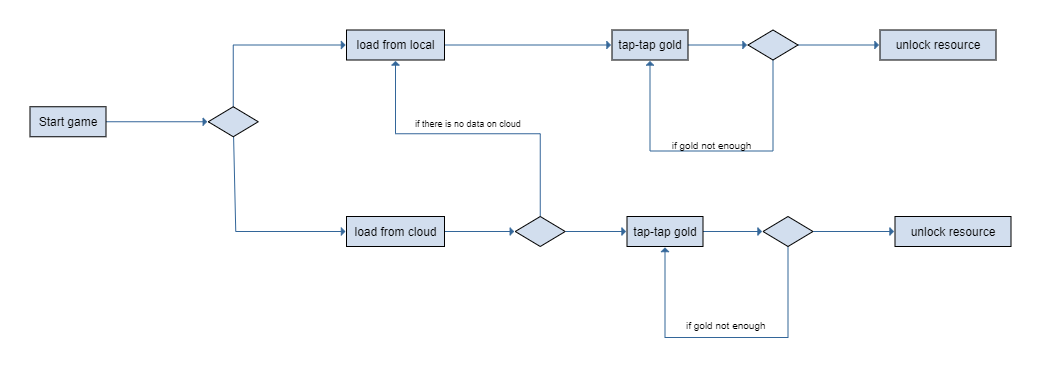 load from local
tap-tap gold
unlock resource
Start game
if there is no data on cloud
if gold not enough
load from cloud
tap-tap gold
unlock resource
if gold not enough